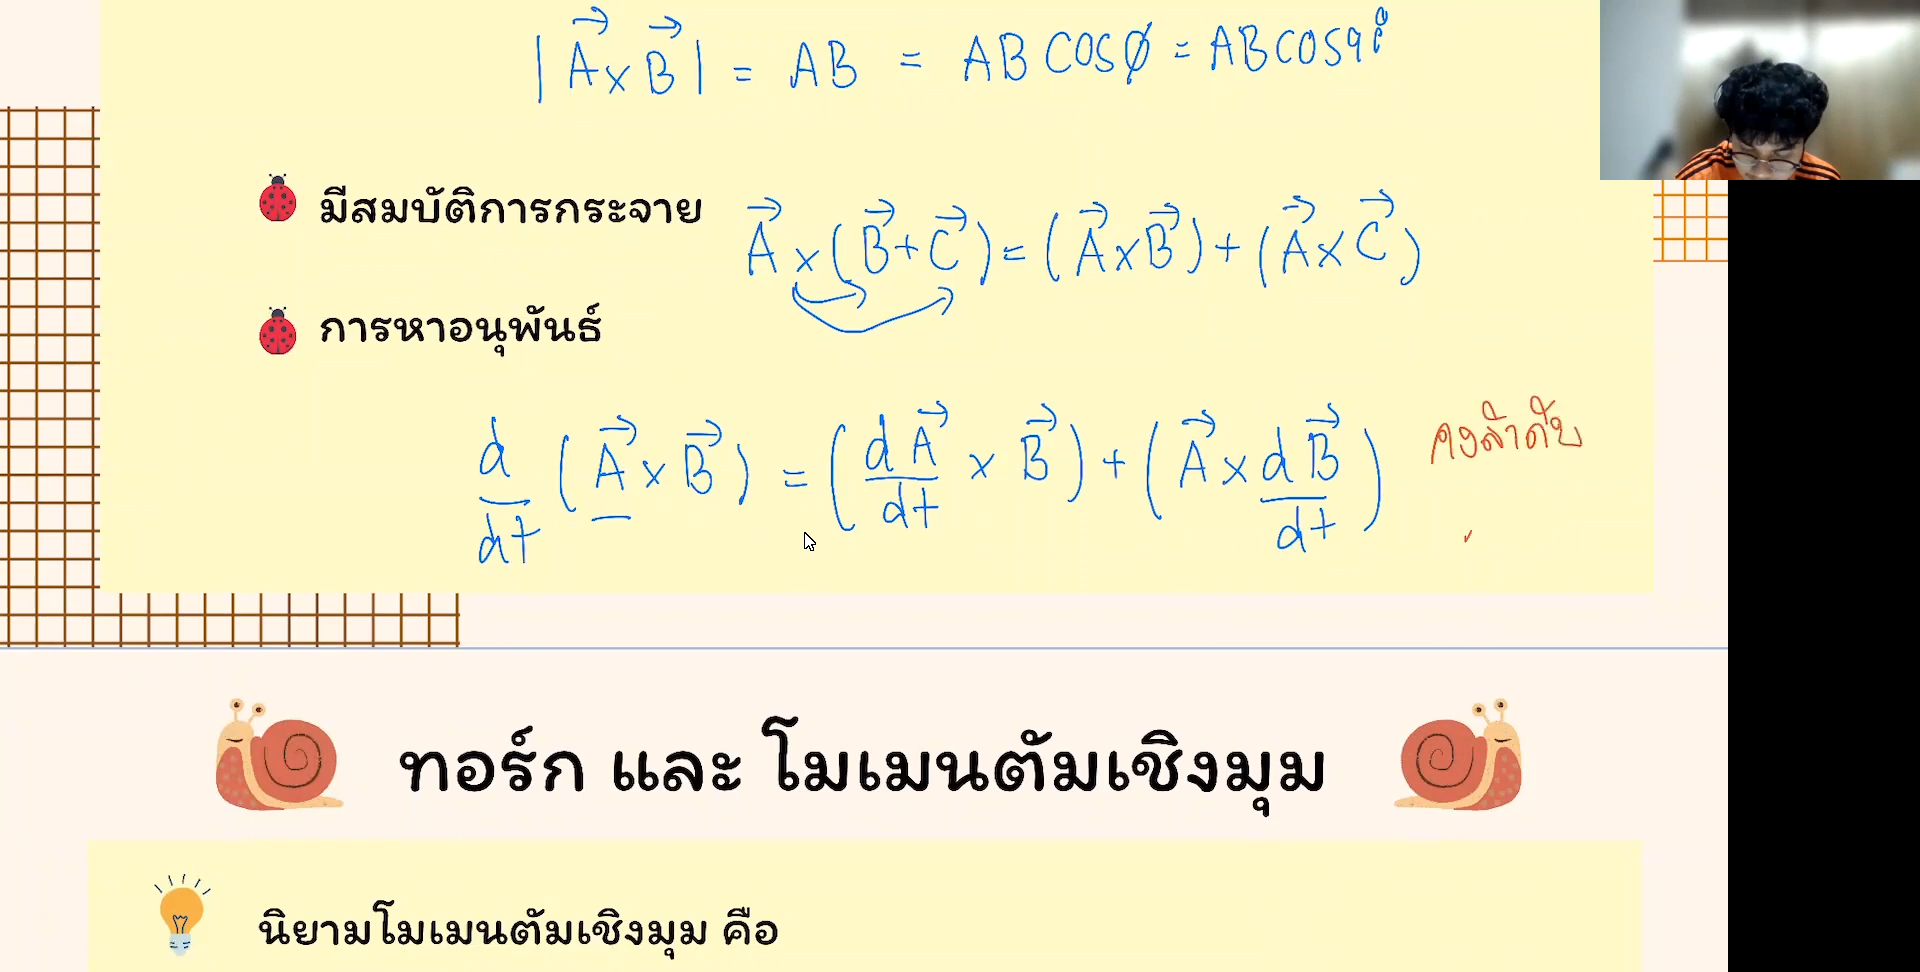 |A⃗ × B⃗| = AB = AB COSØ = AB COS90°
มีสมบัติการกระจาย A⃗ × (B⃗ + C⃗) = (A⃗ × B⃗) + (A⃗ × C⃗)
การหาอนุพันธ์
d/dt (A⃗ × B⃗) = (dA⃗/dt × B⃗) + (A⃗ × dB⃗/dt) คงลำดับ
ทอร์ก และ โมเมนตัมเชิงมุม
นิยามโมเมนตัมเชิงมุม คือ